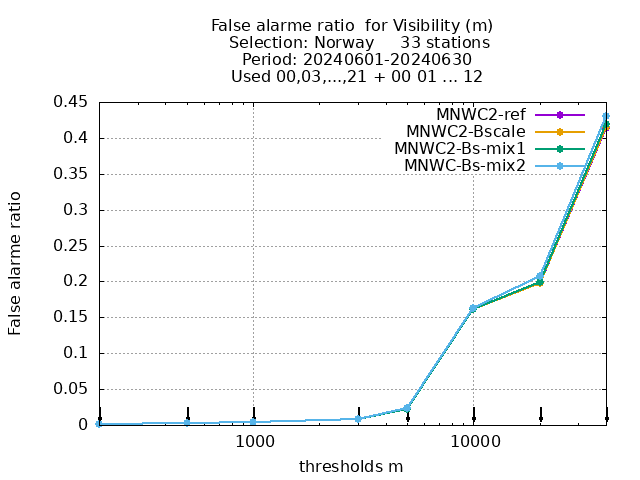 False alarme ratio  for Visibility (m)
Selection: Norway     33 stations
Period: 20240601-20240630
Used 00,03,...,21 + 00 01 ... 12
MNWC2-ref
MNWC2-Bscale
MNWC2-Bs-mix1
MNWC-Bs-mix2
False alarme ratio
0.45
0.4
0.35
0.3
0.25
0.2
0.15
0.1
0.05
0
1000 10000
thresholds m